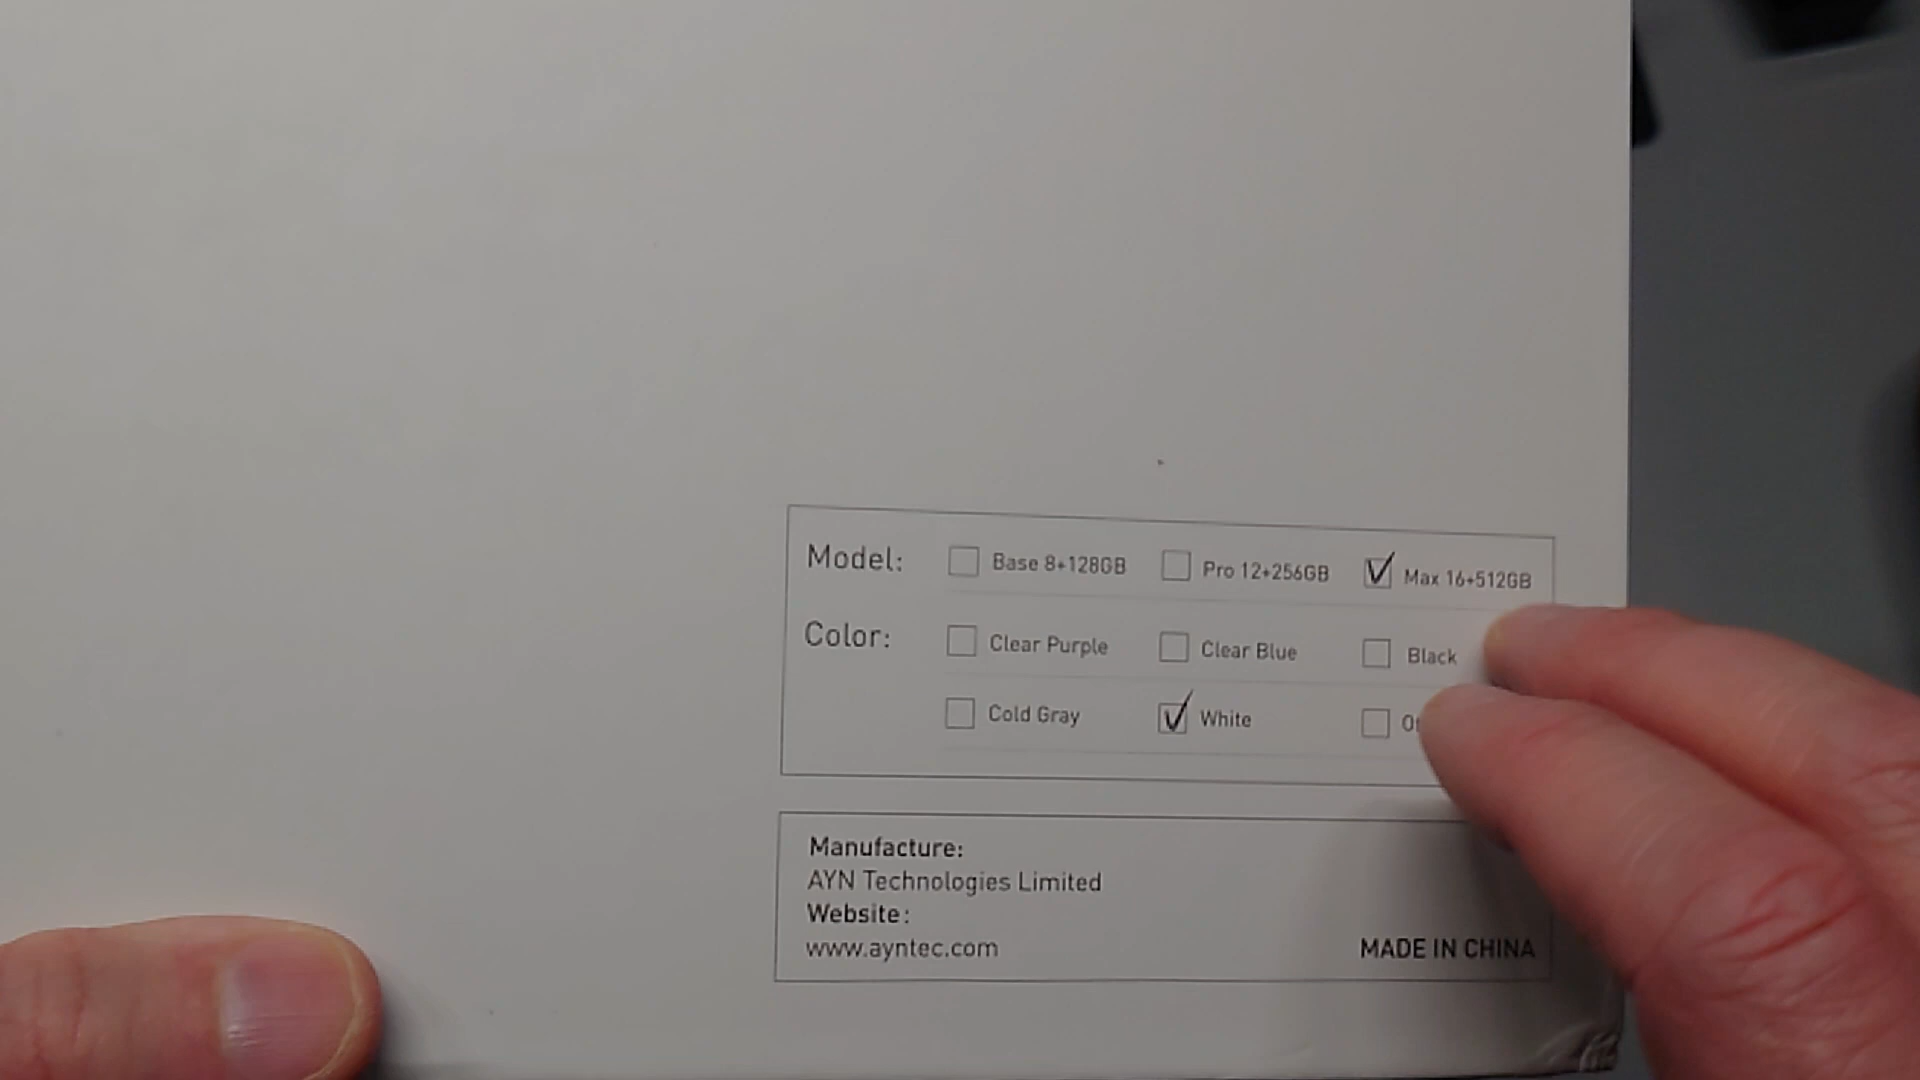 Model: Base 8+128GB Pro 12+256GB Max 16+512GB
Color: Clear Purple Clear Blue Black
Cold Gray White
Manufacture:
AYN Technologies Limited
Website:
www.ayntec.com MADE IN CHINA